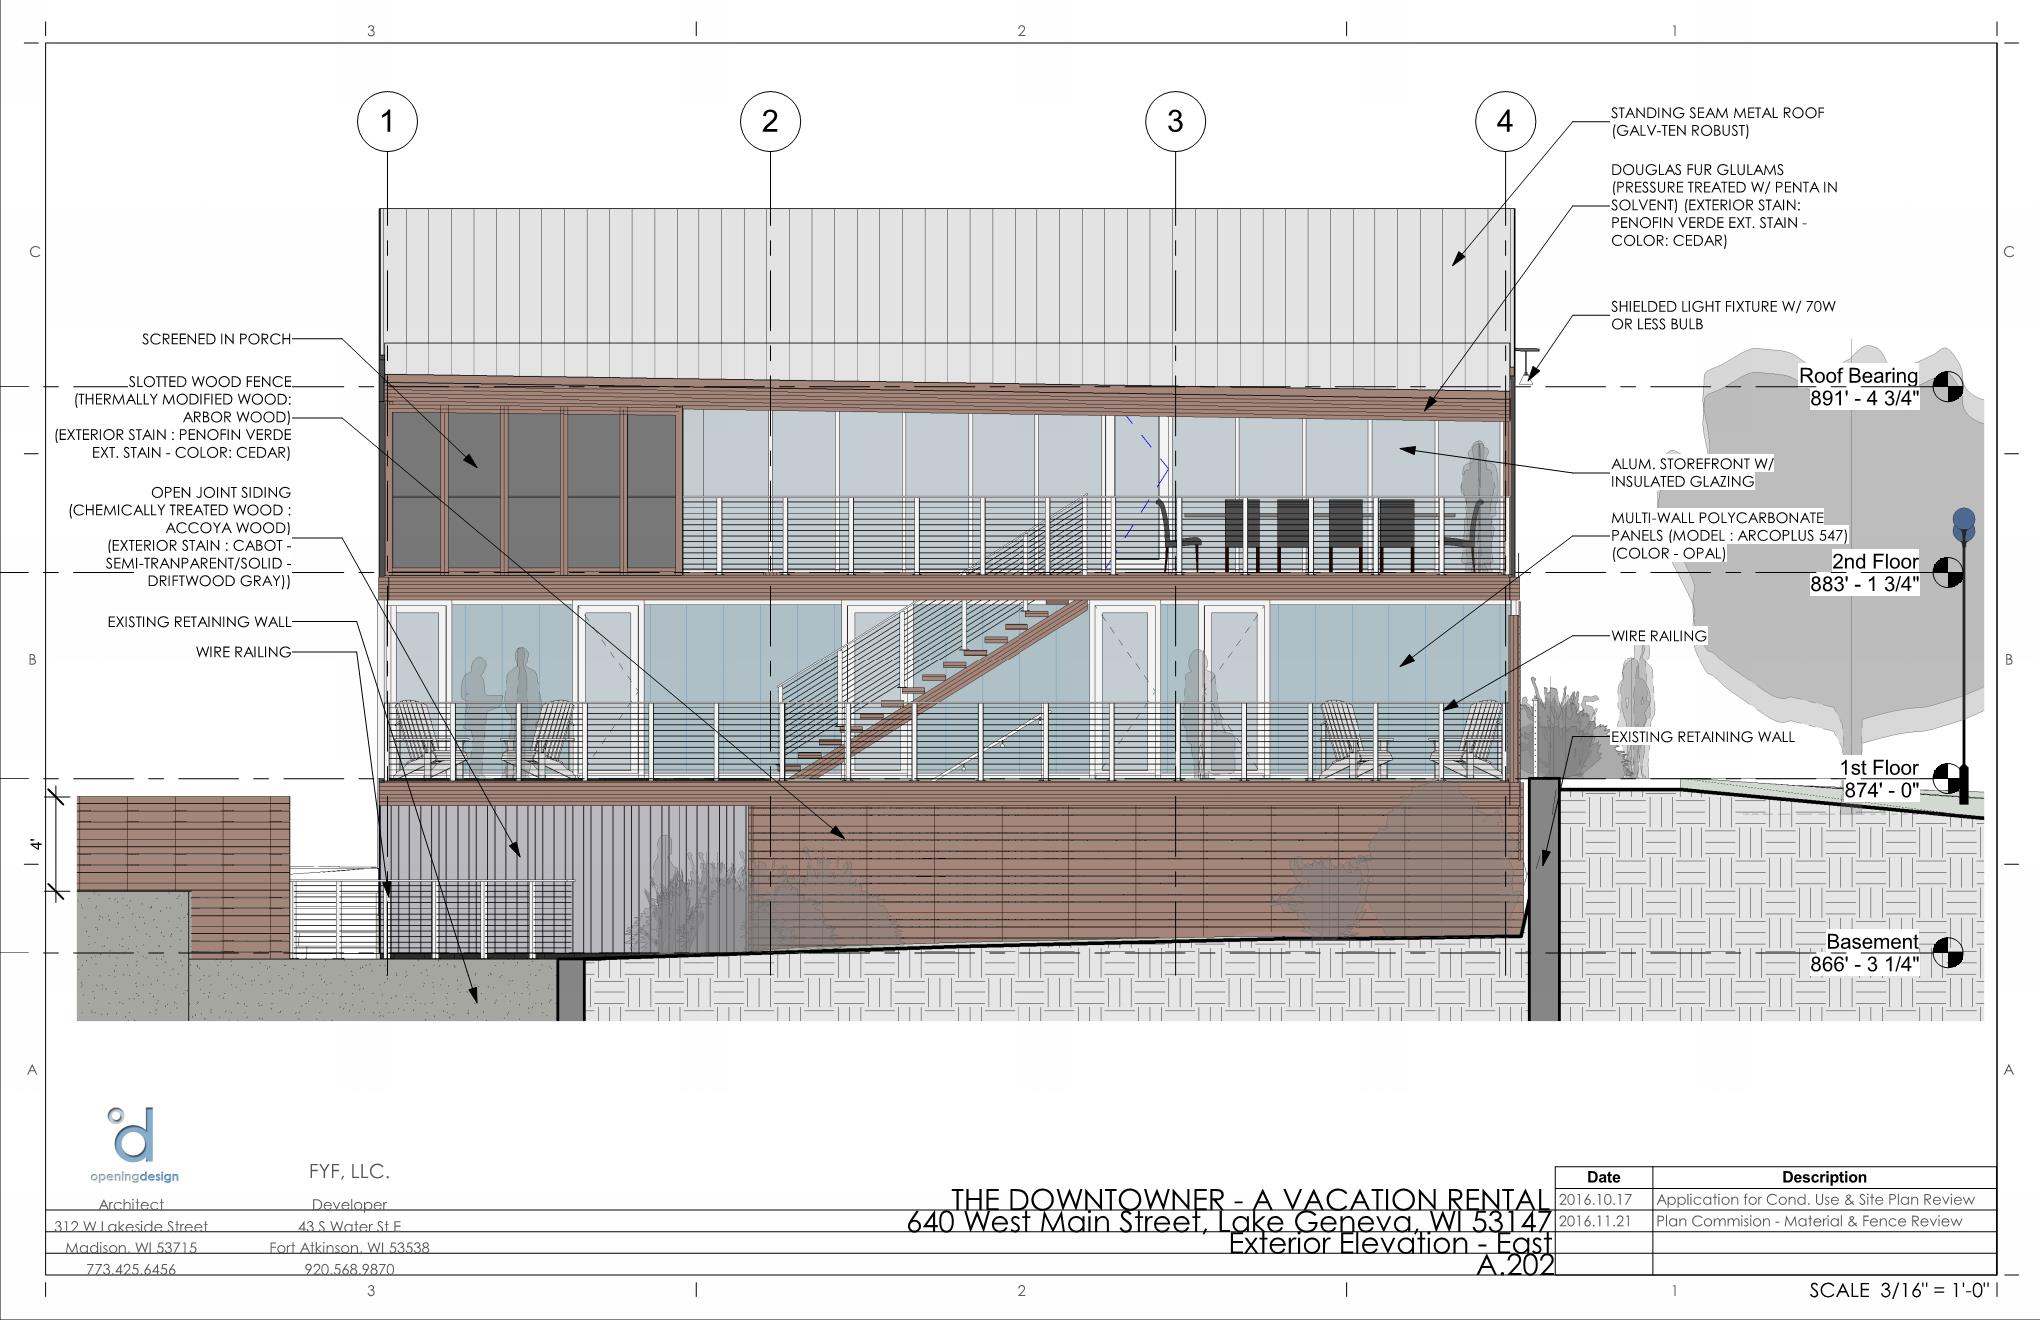 3
2
1
1
2
3
4
STANDING SEAM METAL ROOF
(GALV-TEN ROBUST)
DOUGLAS FUR GLULAMS
(PRESSURE TREATED W/ PENTA IN
SOLVENT) (EXTERIOR STAIN:
PENOFIN VERDE EXT. STAIN -
COLOR: CEDAR)
C
C
SHIELDED LIGHT FIXTURE W/ 70W
OR LESS BULB
SCREENED IN PORCH
SLOTTED WOOD FENCE
(THERMALLY MODIFIED WOOD:
ARBOR WOOD)
(EXTERIOR STAIN : PENOFIN VERDE
EXT. STAIN - COLOR: CEDAR)
Roof Bearing
891' - 4 3/4"
ALUM. STOREFRONT W/
INSULATED GLAZING
OPEN JOINT SIDING
(CHEMICALLY TREATED WOOD :
ACCOYA WOOD)
(EXTERIOR STAIN : CABOT -
SEMI-TRANPARENT/SOLID -
DRIFTWOOD GRAY))
MULTI-WALL POLYCARBONATE
PANELS (MODEL : ARCOPLUS 547)
(COLOR - OPAL)
2nd Floor
883' - 1 3/4"
EXISTING RETAINING WALL
WIRE RAILING
WIRE RAILING
B
B
EXISTING RETAINING WALL
1st Floor
874' - 0"
4'
Basement
866' - 3 1/4"
A
A
d
openingdesign
Architect
312 W Lakeside Street
Madison, WI 53715
773.425.6456
FYF, LLC.
Developer
43 S Water St E
Fort Atkinson, WI 53538
920.568.9870
THE DOWNTOWNER - A VACATION RENTAL
640 West Main Street, Lake Geneva, WI 53147
Exterior Elevation - East
A.202
Date Description
2016.10.17 Application for Cond. Use & Site Plan Review
2016.11.21 Plan Commision - Material & Fence Review
3
2
1
SCALE 3/16" = 1'-0"